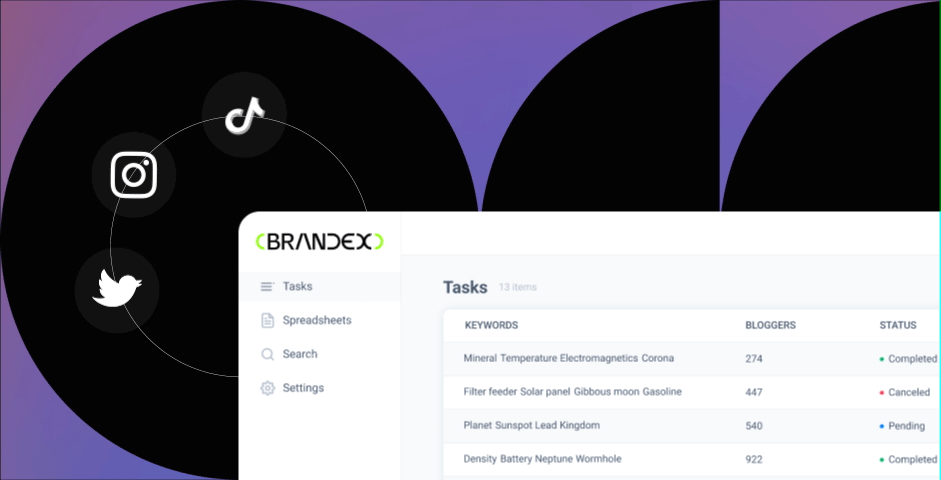 BRANDEX
Tasks
Spreadsheets
Search
Settings
Tasks 13 items
KEYWORDS BLOGGERS STATUS
Mineral Temperature Electromagnetics Corona 274 Completed
Filter feeder Solar panel Gibbous moon Gasoline 447 Canceled
Planet Sunspot Lead Kingdom 540 Pending
Density Battery Neptune Wormhole 922 Completed